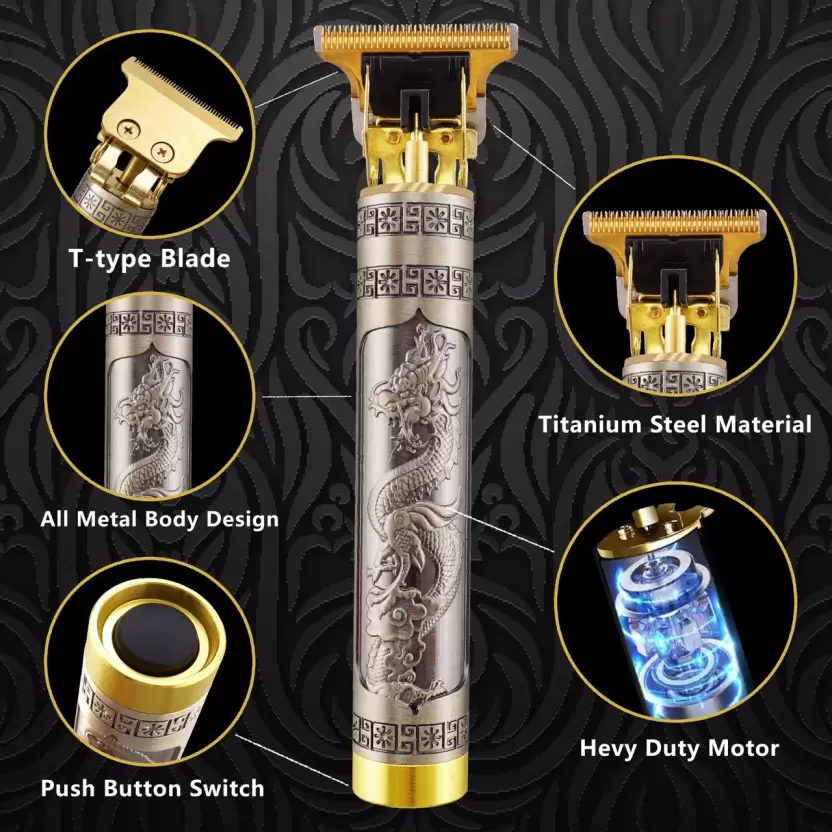 T-type Blade
Titanium Steel Material
All Metal Body Design
Hevy Duty Motor
Push Button Switch